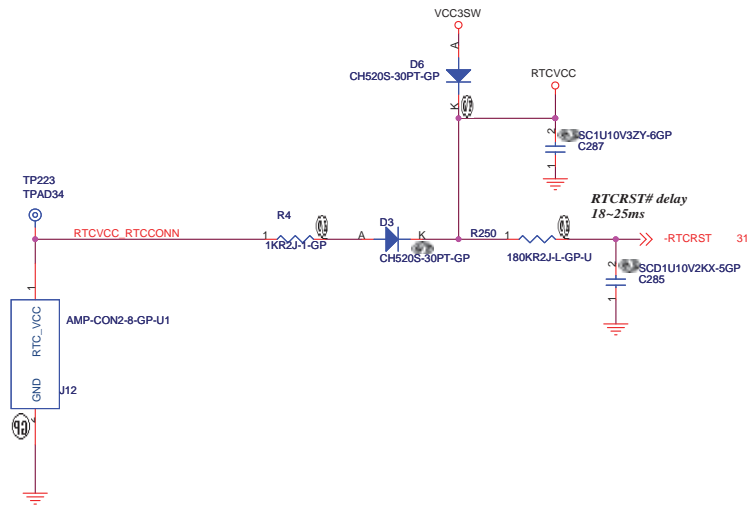 VCC3SW
A
D6
CH520S-30PT-GP
K
RTCVCC
2
SC1U10V3ZY-6GP
C287
1
TP223
TPAD34
RTCVCC_RTCCONN
R4
1
1KR2J-1-GP
A
D3
K
CH520S-30PT-GP
R250
1
180KR2J-L-GP-U
RTCRST# delay
18~25ms
-RTCRST
31
2
SCD1U10V2KX-5GP
C285
1
1
AMP-CON2-8-GP-U1
RTC_VCC
GND
J12
2
GP